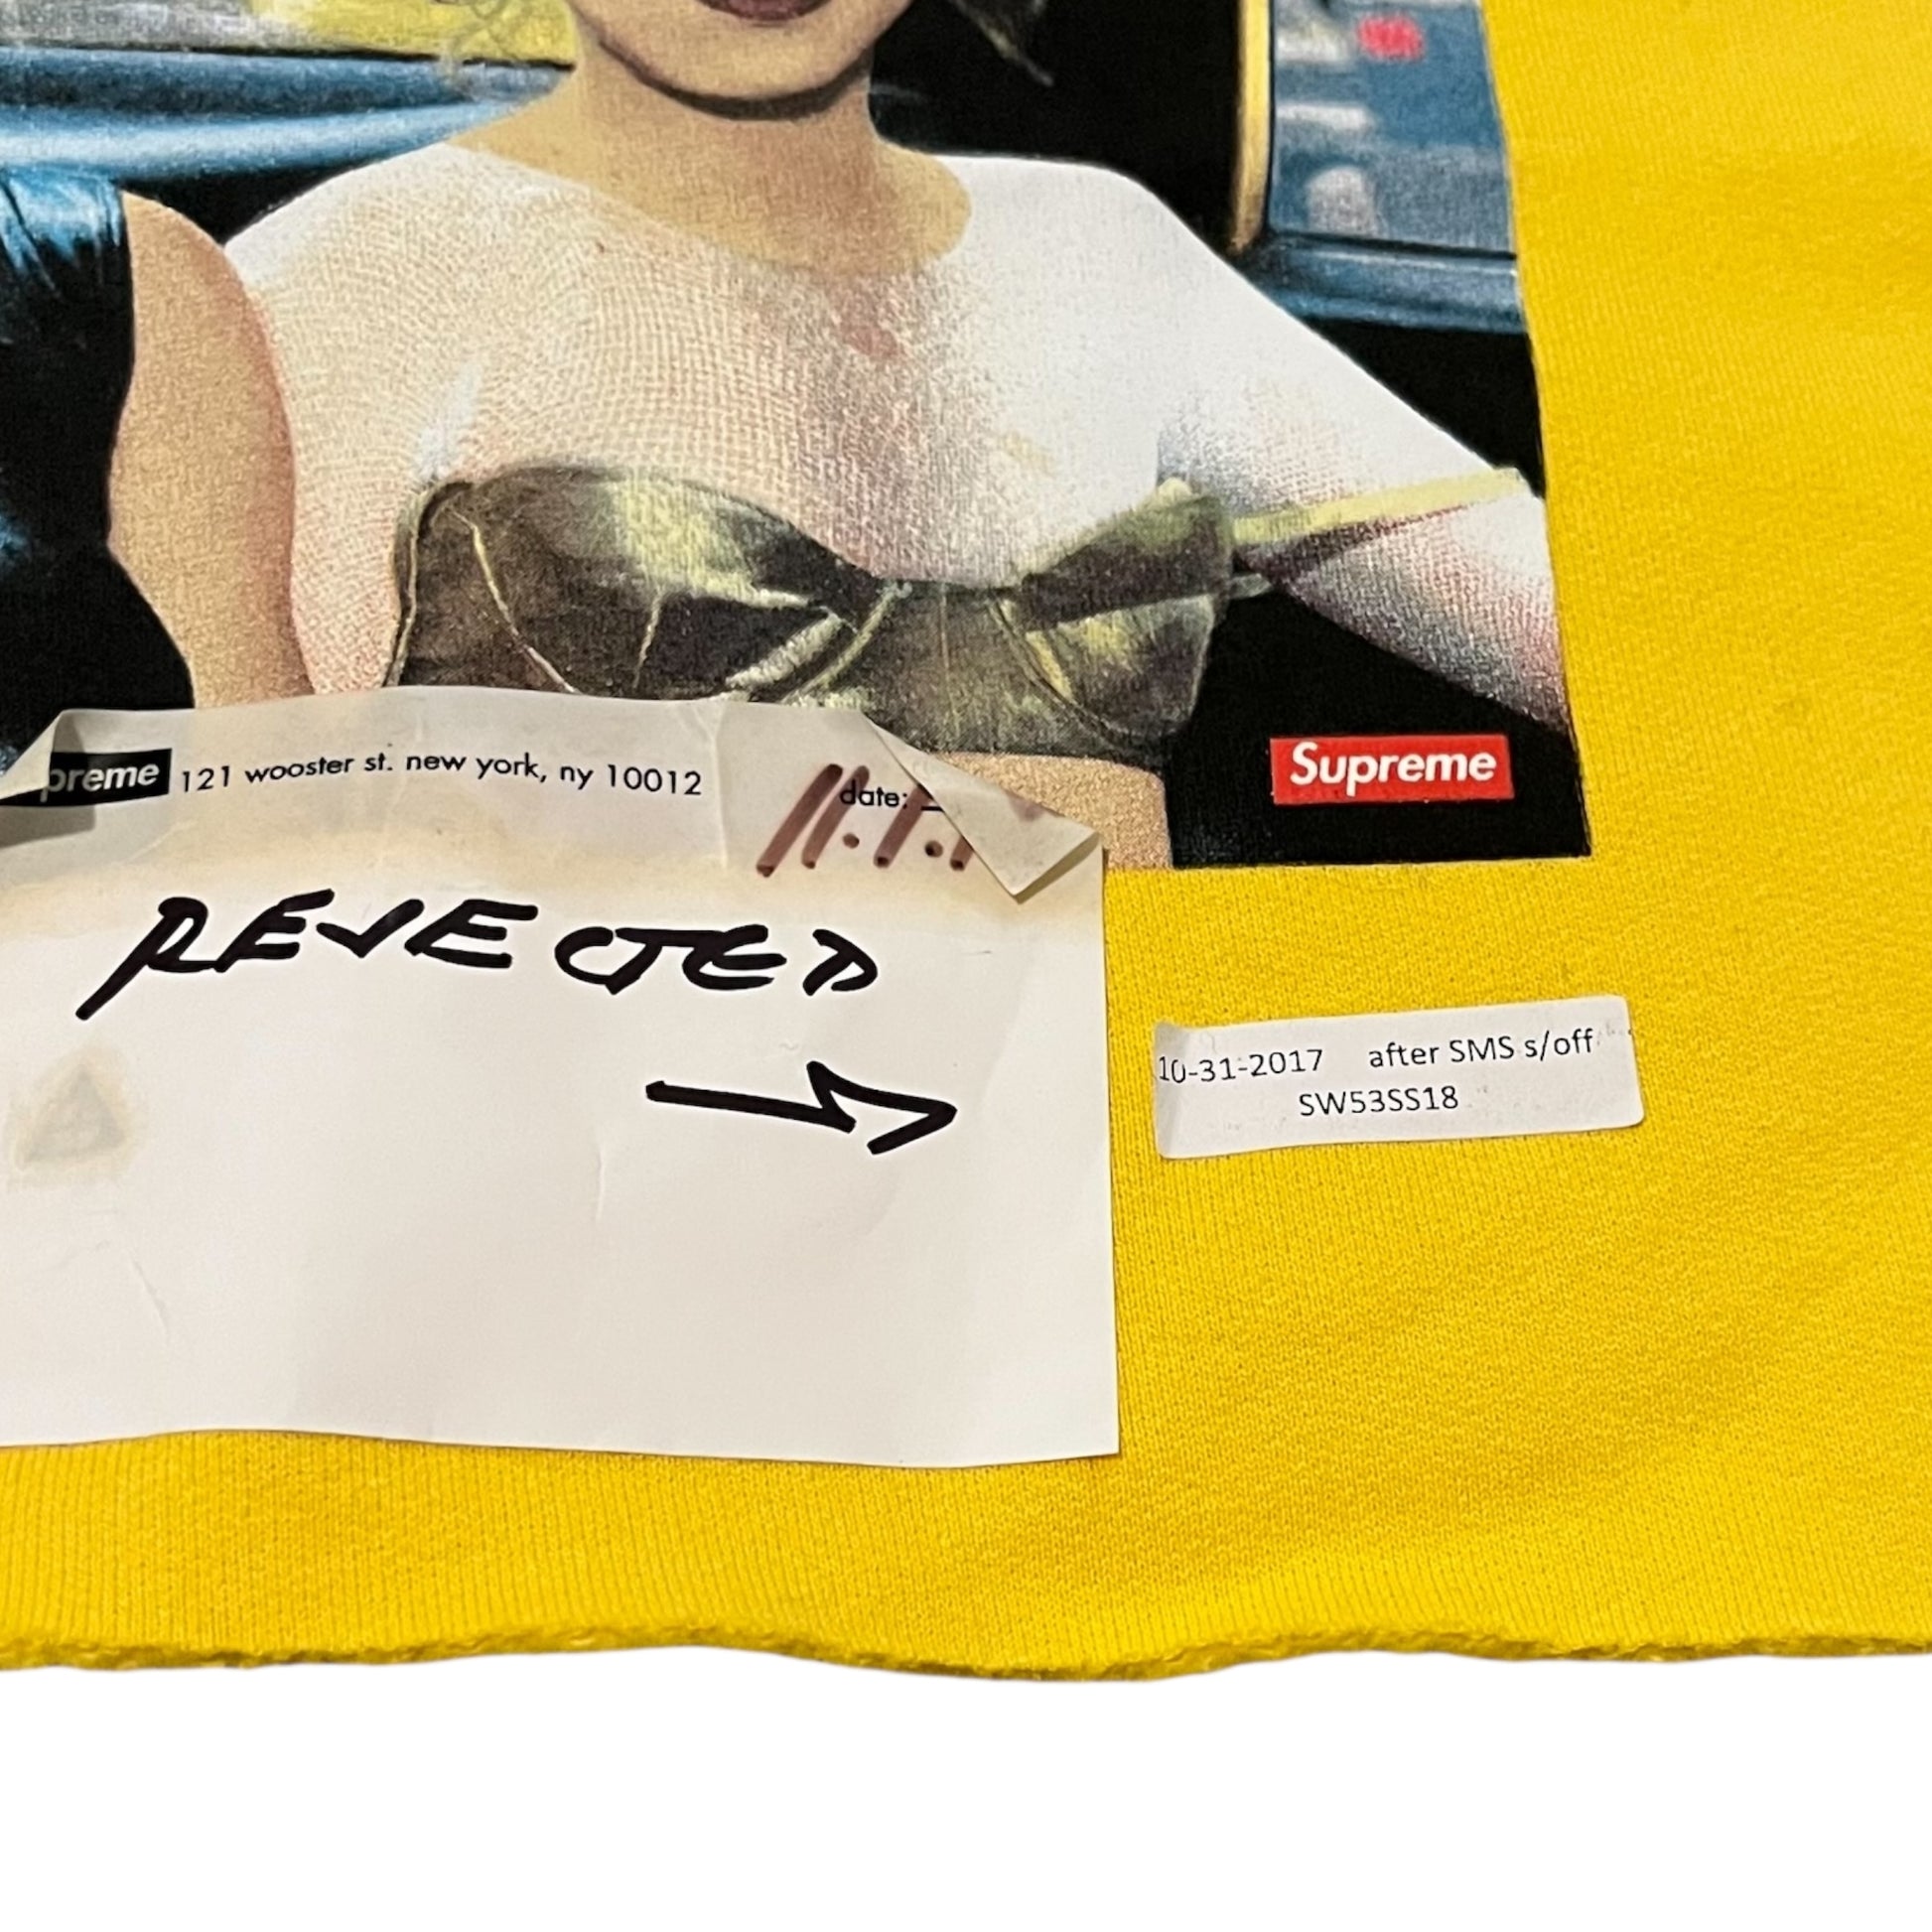 Supreme
preme 121 wooster st. new york, ny 10012 date:
REJECTED
10-31-2017 after SMS s/off
SW53SS18